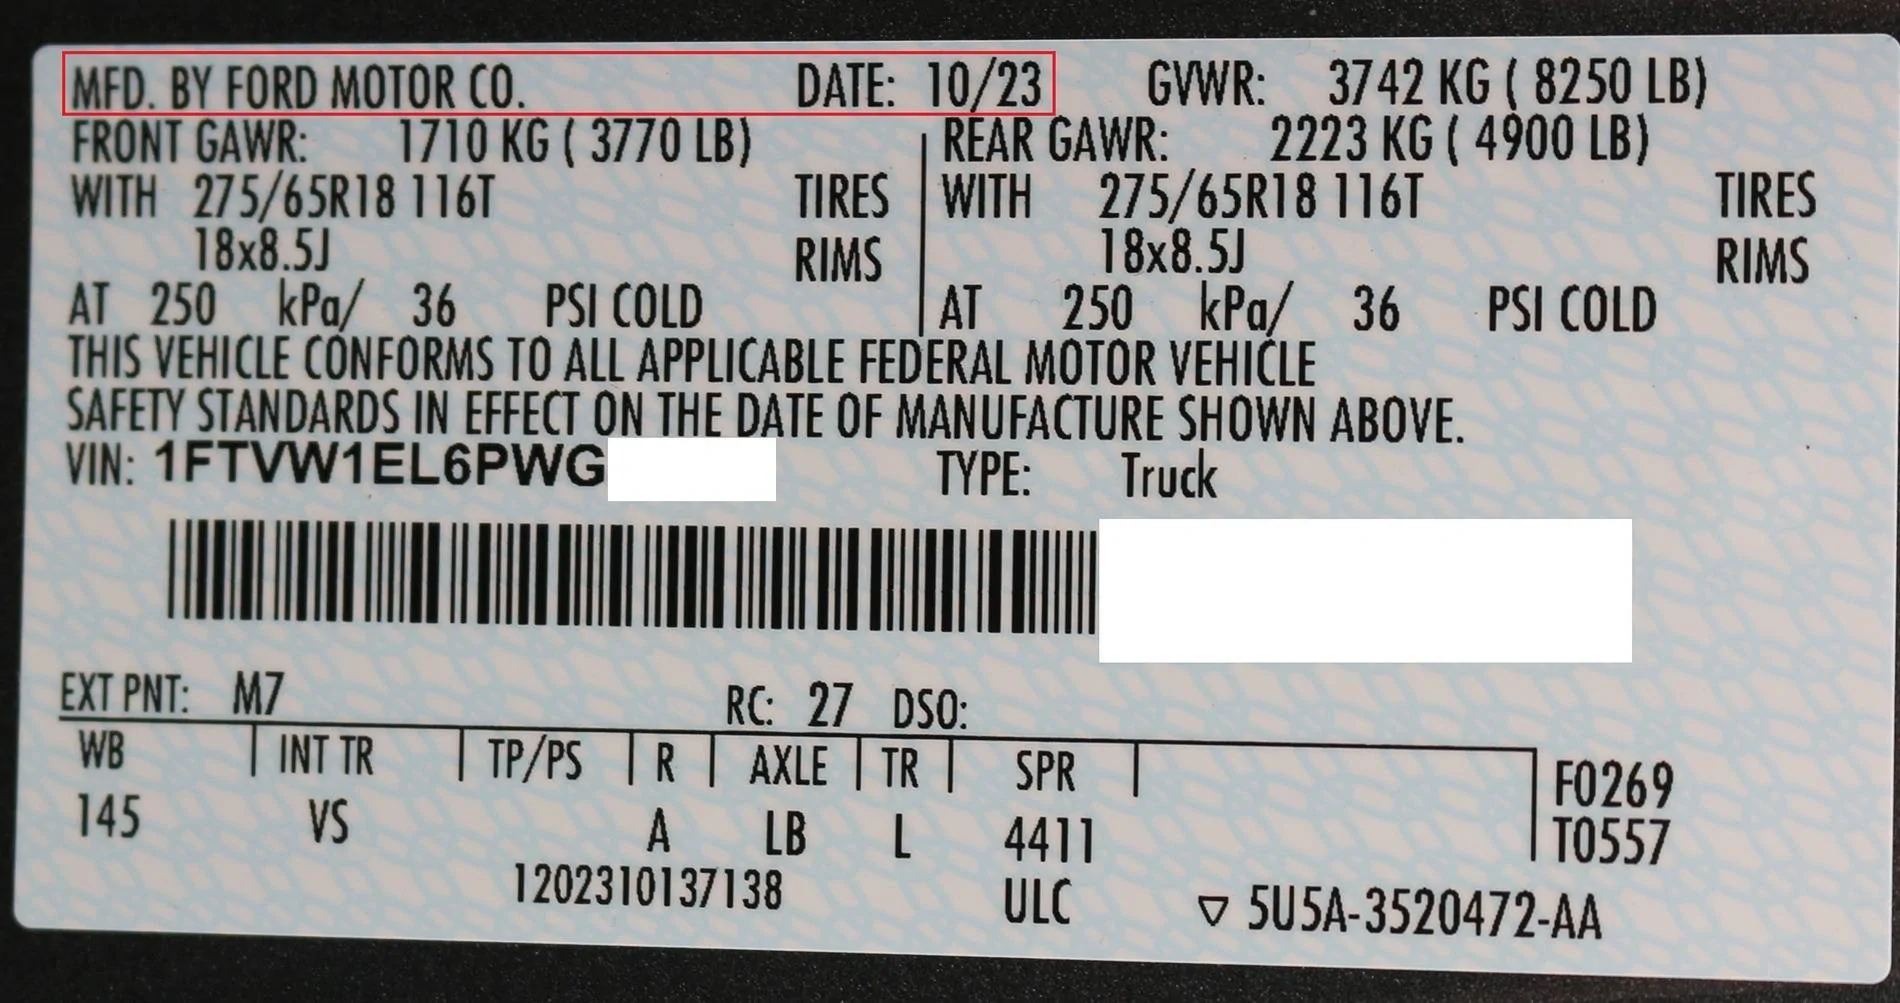 MFD. BY FORD MOTOR CO. DATE: 10/23 GVWR: 3742 KG ( 8250 LB)
FRONT GAWR: 1710 KG ( 3770 LB) REAR GAWR: 2223 KG ( 4900 LB)
WITH 275/65R18 116T TIRES WITH 275/65R18 116T TIRES
18x8.5J RIMS 18x8.5J RIMS
AT 250 kPa/ 36 PSI COLD AT 250 kPa/ 36 PSI COLD
THIS VEHICLE CONFORMS TO ALL APPLICABLE FEDERAL MOTOR VEHICLE
SAFETY STANDARDS IN EFFECT ON THE DATE OF MANUFACTURE SHOWN ABOVE.
VIN: 1FTVW1EL6PWG TYPE: Truck
EXT PNT: M7 RC: 27 DSO:
WB INT TR TP/PS R AXLE TR SPR F0269
145 VS A LB L 4411 T0557
1202310137138 ULC ▽ 5U5A-3520472-AA